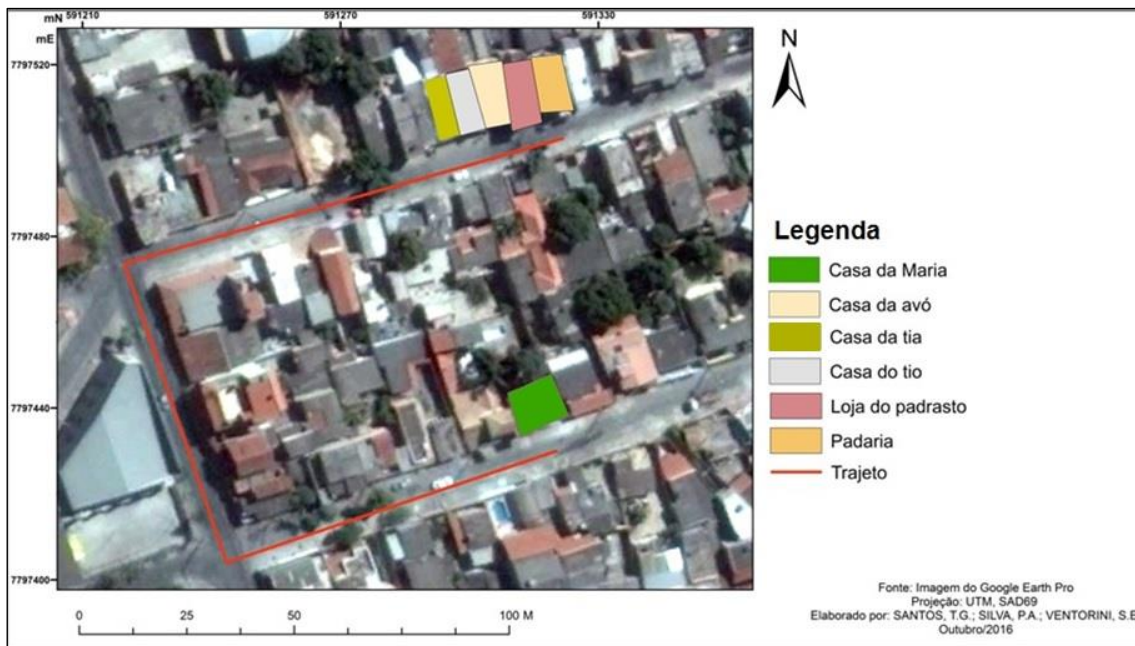 mN 591210 591270 591330
mE
7797520
7797480
7797440
7797400
N
Legenda
Casa da Maria
Casa da avó
Casa da tia
Casa do tio
Loja do padrasto
Padaria
Trajeto
0 25 50 100 M
Fonte: Imagem do Google Earth Pro
Projeção: UTM, SAD69
Elaborado por: SANTOS, T.G.; SILVA, P.A.; VENTORINI, S.E
Outubro/2016